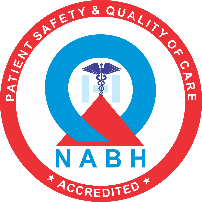 PATIENT SAFETY & QUALITY OF CARE
H
NABH
ACCREDITED